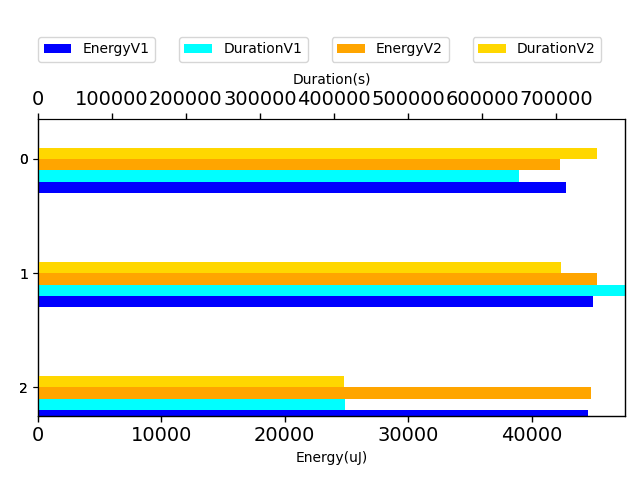 EnergyV1 DurationV1 EnergyV2 DurationV2
Duration(s)
0 100000 200000 300000 400000 500000 600000 700000
0
1
2
0 10000 20000 30000 40000
Energy(uJ)